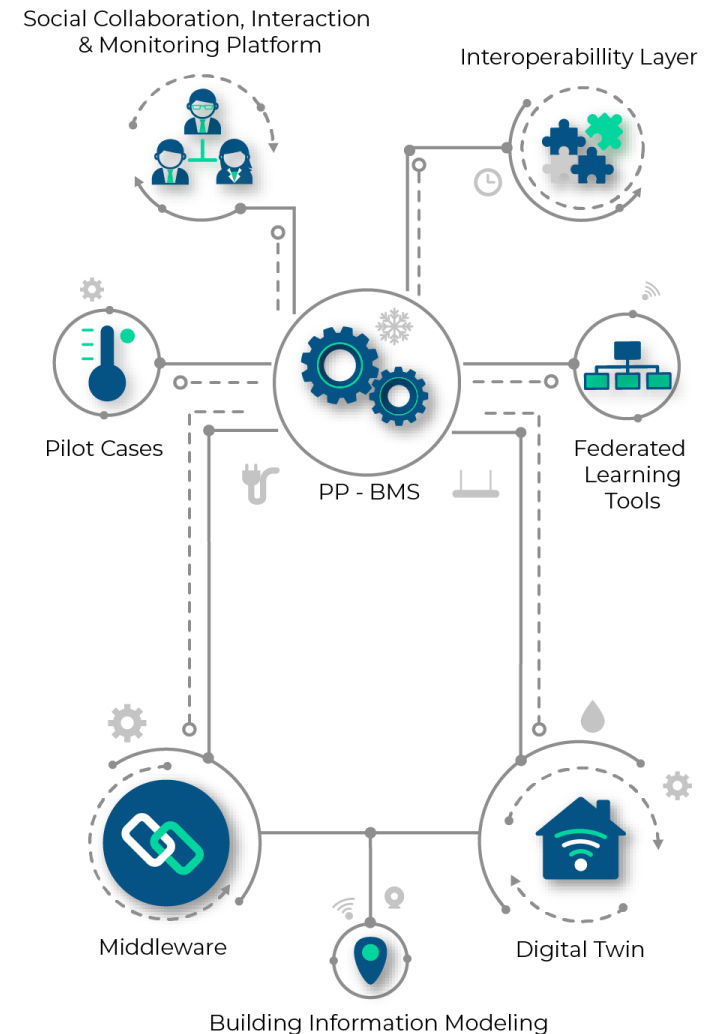 Social Collaboration, Interaction
& Monitoring Platform
Interoperabillity Layer
Pilot Cases
PP - BMS
Federated
Learning
Tools
Middleware
Digital Twin
Building Information Modeling